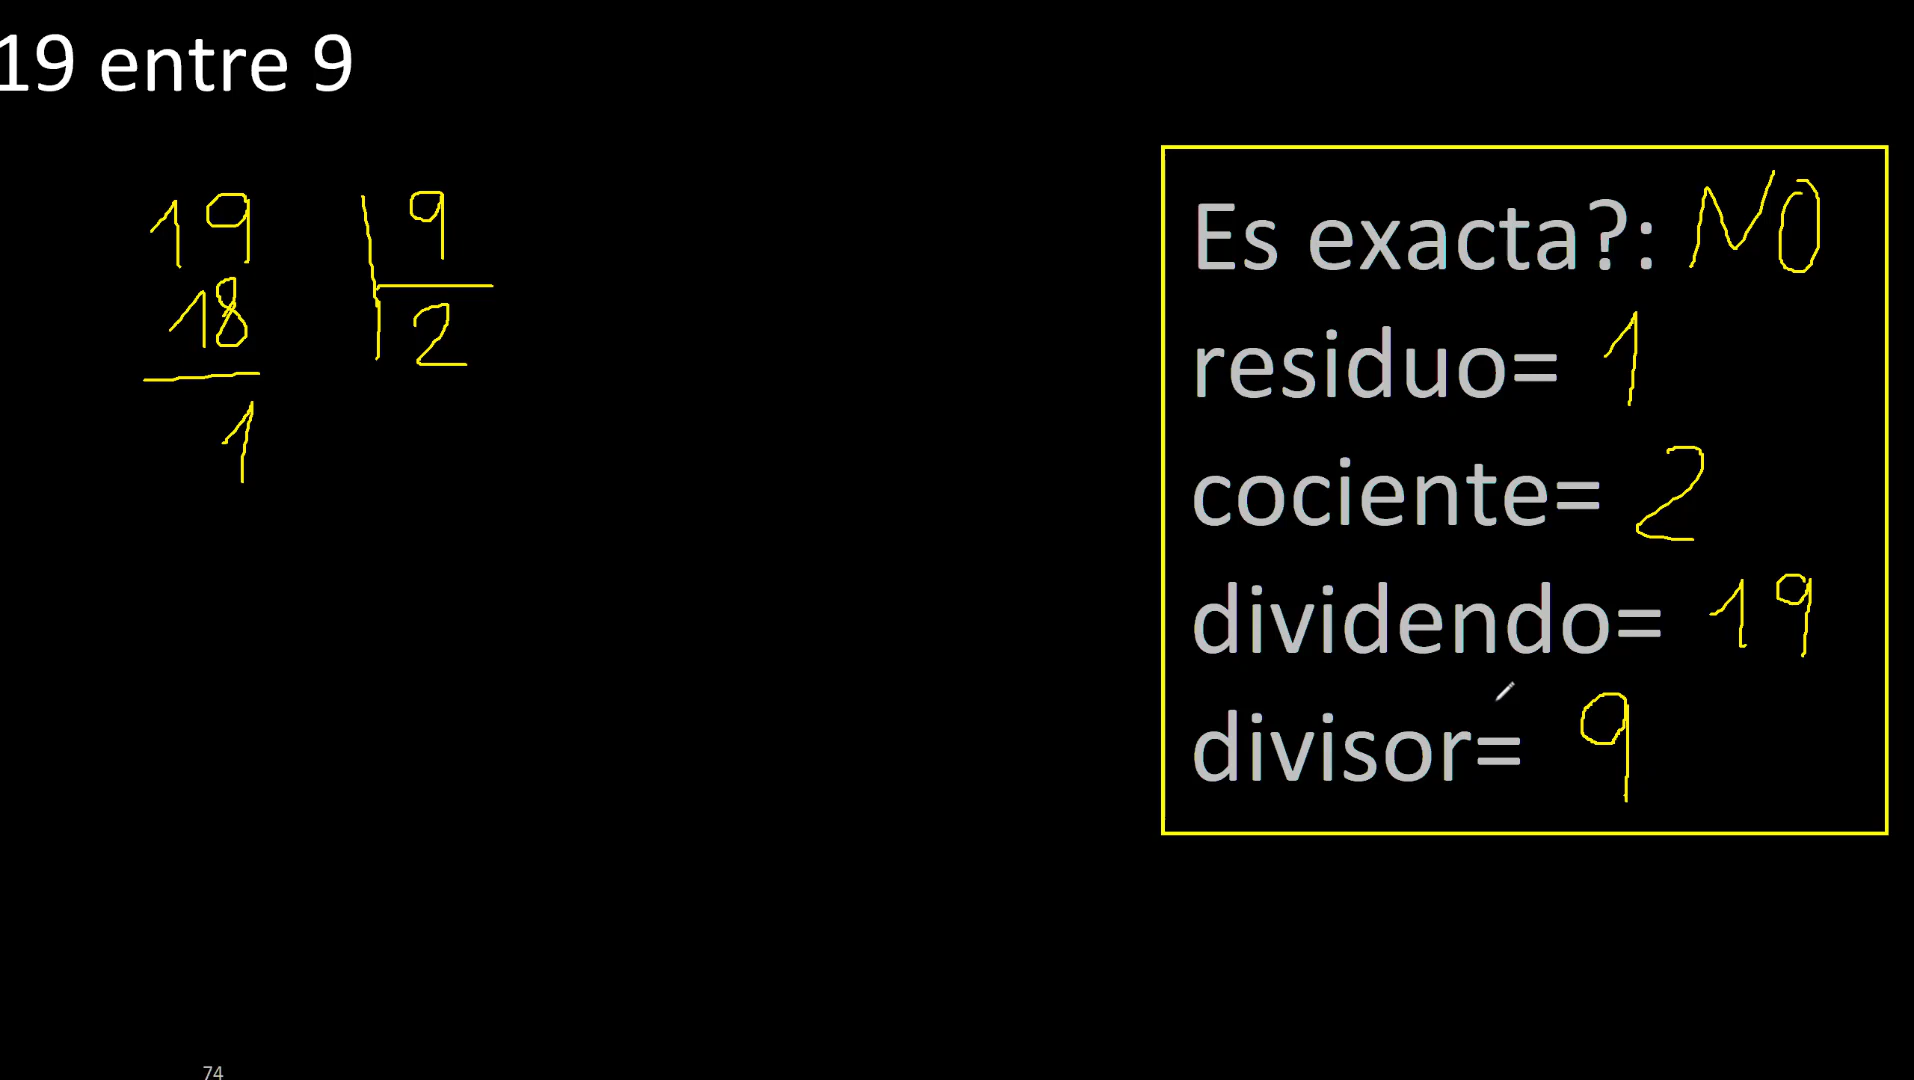 19 entre 9
19 9
18 2
1
Es exacta?: NO
residuo= 1
cociente= 2
dividendo= 19
divisor= 9
74